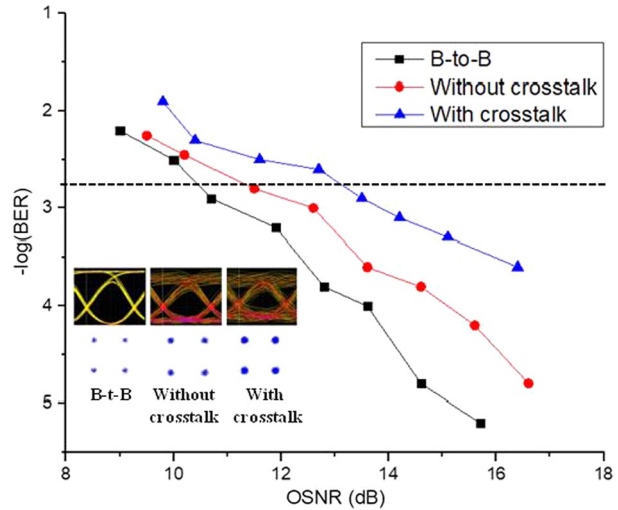 1
2
3
4
5
-log(BER)
B-to-B
Without crosstalk
With crosstalk
B-t-B
Without
crosstalk
With
crosstalk
8 10 12 14 16 18
OSNR (dB)